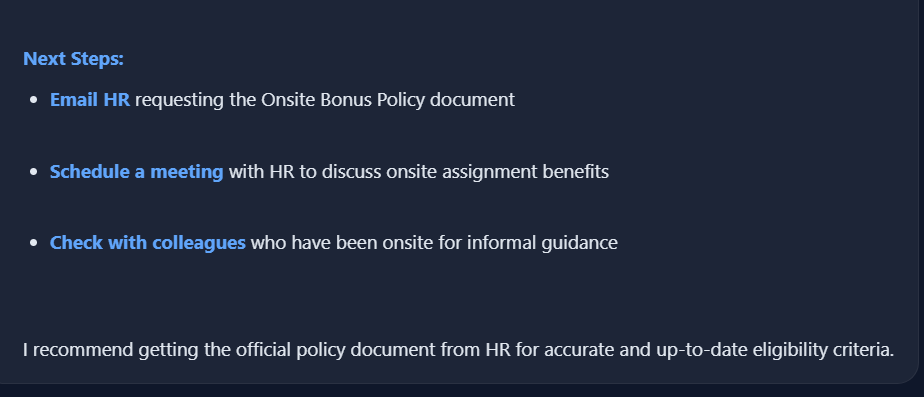 Next Steps:
• Email HR requesting the Onsite Bonus Policy document
• Schedule a meeting with HR to discuss onsite assignment benefits
• Check with colleagues who have been onsite for informal guidance
I recommend getting the official policy document from HR for accurate and up-to-date eligibility criteria.